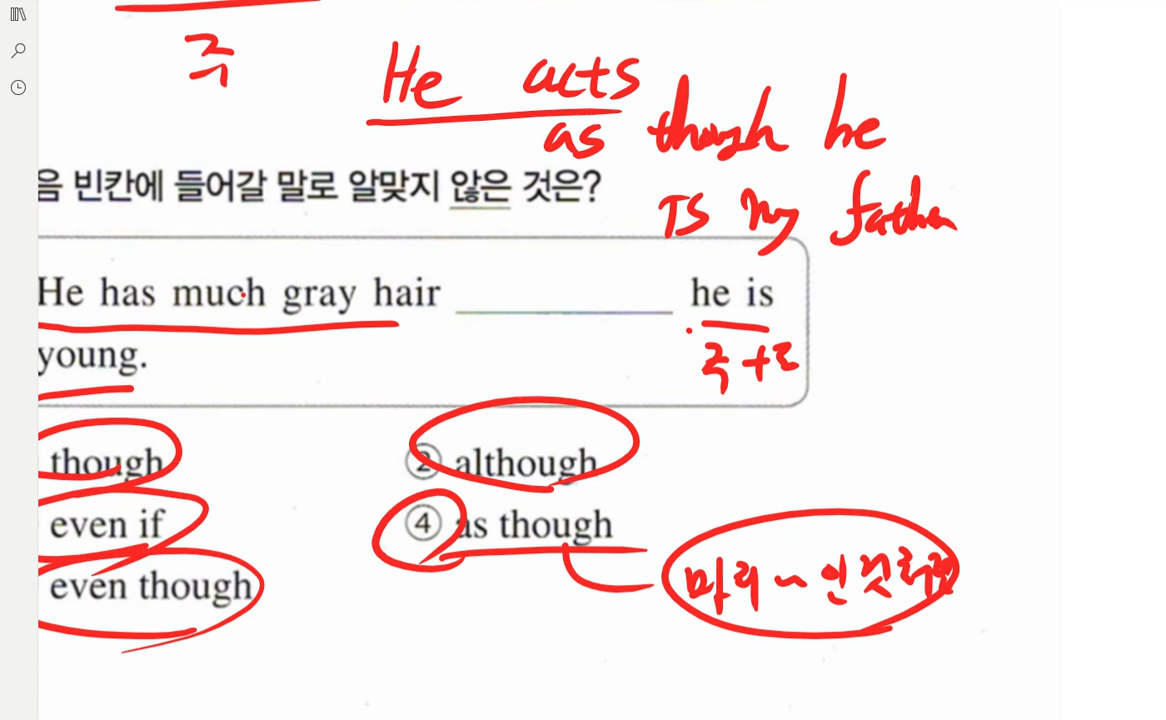 주
He acts
as though he
is my father
음 빈칸에 들어갈 말로 알맞지 않은 것은?
He has much gray hair ____________ he is
주+동
young.
though
② although
even if
④ as though
마치 ~ 인 것처럼
even though